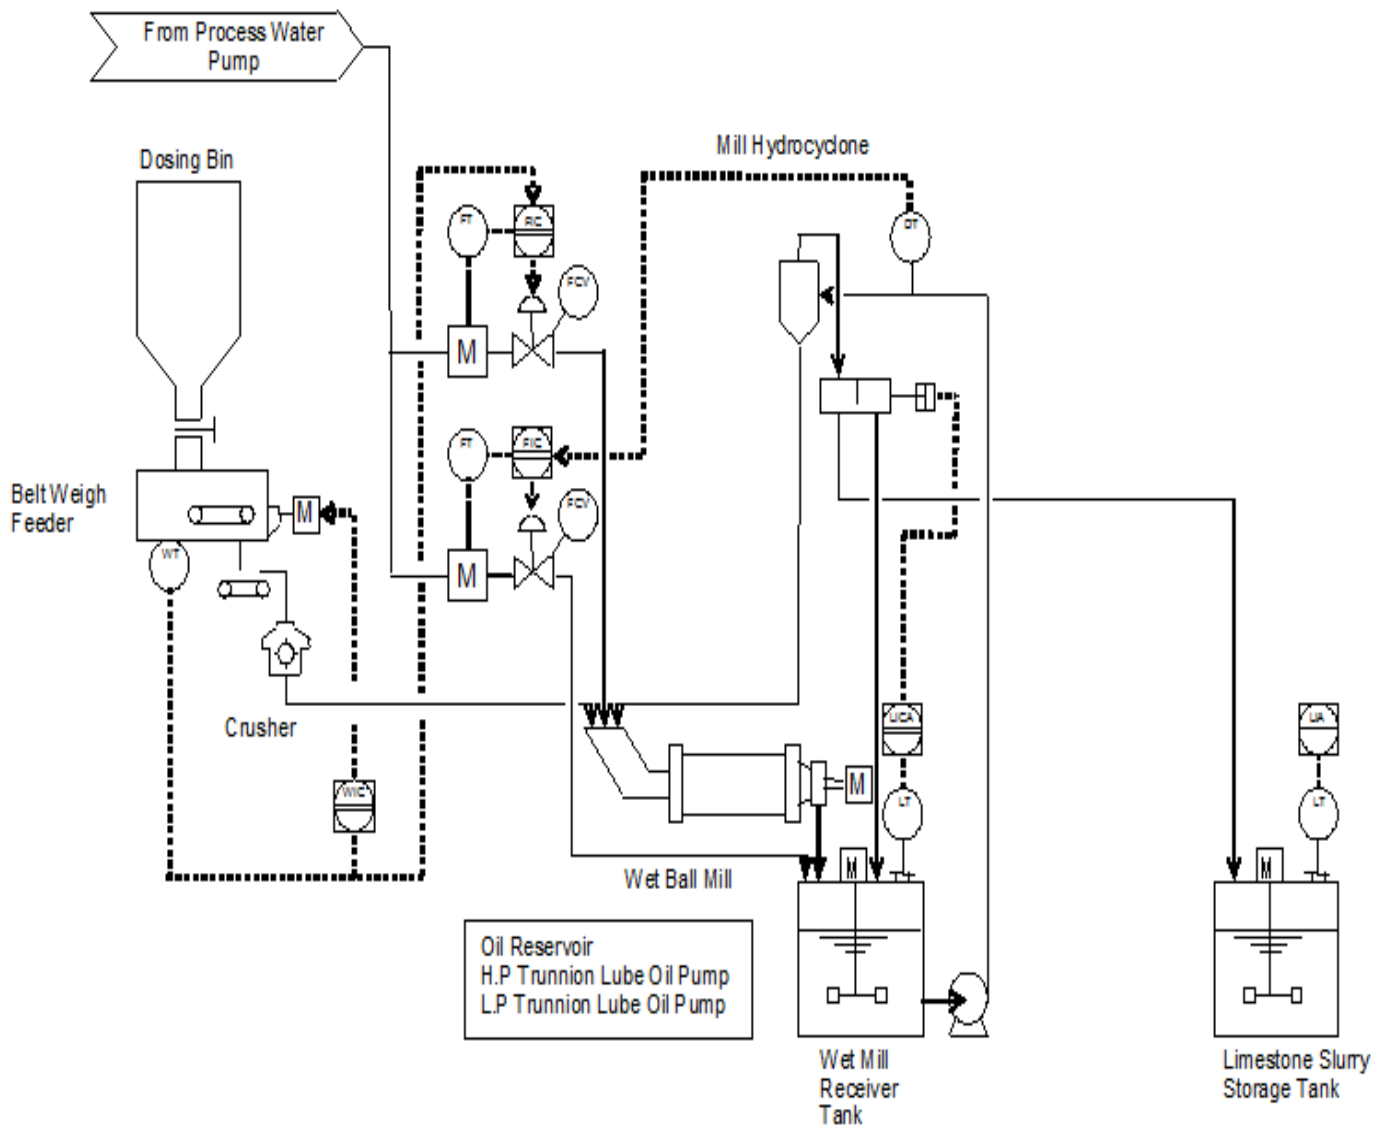 From Process Water
Pump
Mill Hydrocyclone
Dosing Bin
FT
FIC
DT
FCV
M
FT
FIC
Belt Weigh
Feeder
M
FCV
WT
M
Crusher
LICA
LIA
WIC
M
LT
LT
Wet Ball Mill
M
M
Oil Reservoir
H.P Trunnion Lube Oil Pump
L.P Trunnion Lube Oil Pump
Wet Mill
Receiver
Tank
Limestone Slurry
Storage Tank